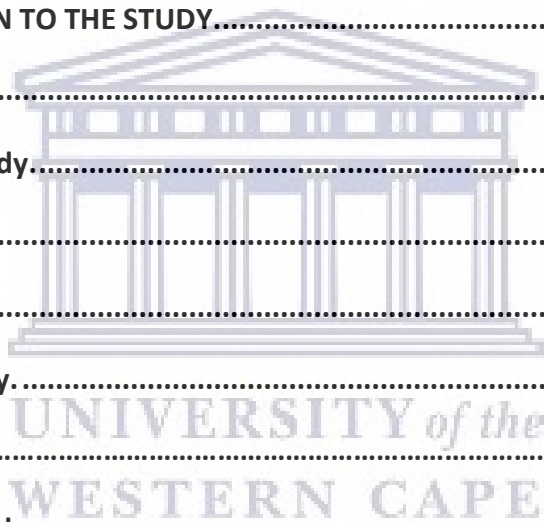 N TO THE STUDY..........................................
................................................................
dy..............................................................
................................................................
................................................................
y. .............................................................
UNIVERSITY of the
................................................................
WESTERN CAPE
.